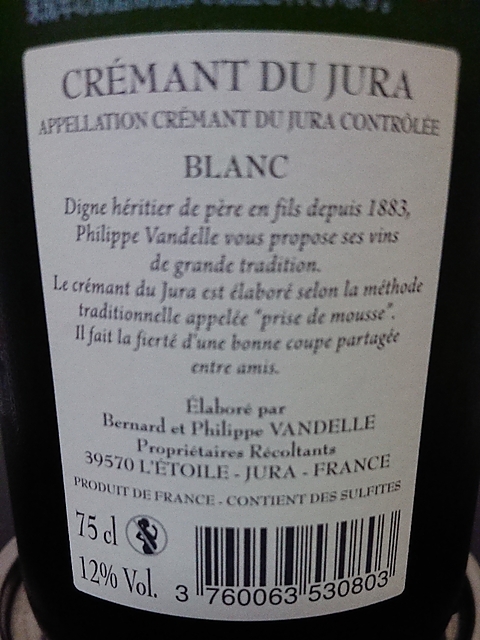 CRÉMANT DU JURA
APPELLATION CRÉMANT DU JURA CONTRÔLÉE
BLANC
Digne héritier de père en fils depuis 1883,
Philippe Vandelle vous propose ses vins
de grande tradition.
Le crémant du Jura est élaboré selon la méthode
traditionnelle appelée "prise de mousse".
Il fait la fierté d'une bonne coupe partagée
entre amis.
Élaboré par
Bernard et Philippe VANDELLE
Propriétaires Récoltants
39570 L'ÉTOILE - JURA - FRANCE
PRODUIT DE FRANCE - CONTIENT DES SULFITES
75 cl
12% Vol.
3 760063 530803